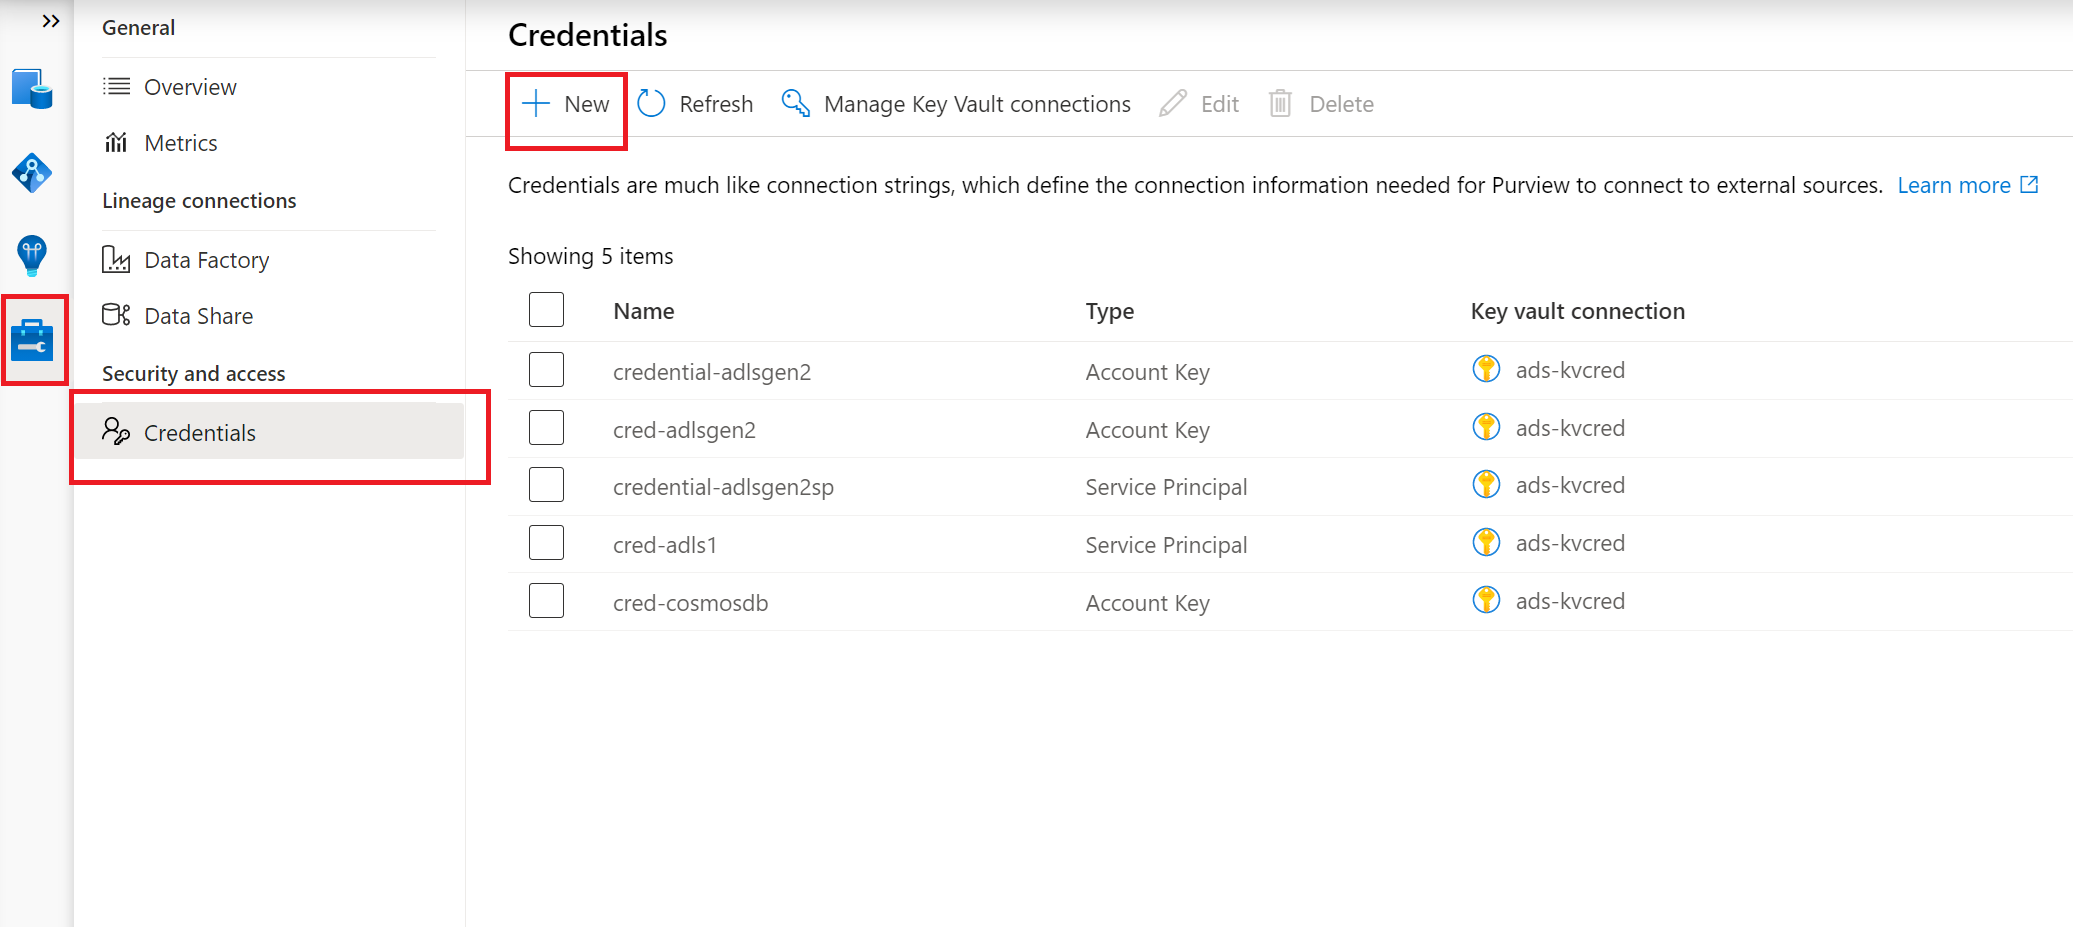 General
Overview
Metrics
Lineage connections
Data Factory
Data Share
Security and access
Credentials
Credentials
New Refresh Manage Key Vault connections Edit Delete
Credentials are much like connection strings, which define the connection information needed for Purview to connect to external sources. Learn more
Showing 5 items
Name Type Key vault connection
credential-adlsgen2 Account Key ads-kvcred
cred-adlsgen2 Account Key ads-kvcred
credential-adlsgen2sp Service Principal ads-kvcred
cred-adls1 Service Principal ads-kvcred
cred-cosmosdb Account Key ads-kvcred